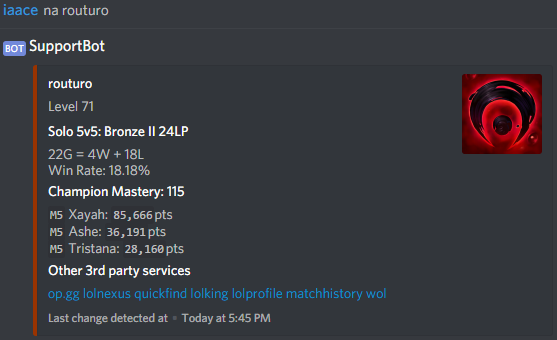 iaace na routuro
BOT SupportBot
routuro
Level 71
Solo 5v5: Bronze II 24LP
22G = 4W + 18L
Win Rate: 18.18%
Champion Mastery: 115
M5 Xayah: 85,666 pts
M5 Ashe: 36,191 pts
M5 Tristana: 28,160 pts
Other 3rd party services
op.gg lolnexus quickfind lolking lolprofile matchhistory wol
Last change detected at • Today at 5:45 PM